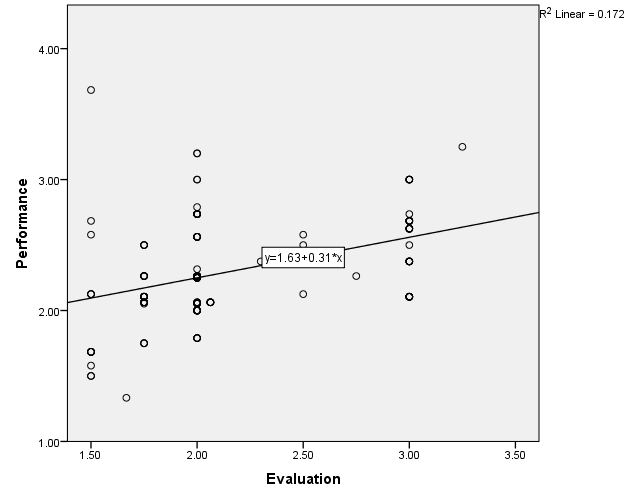 R2 Linear = 0.172
4.00
3.00
2.00
1.00
Performance
y=1.63+0.31*x
1.50
2.00
2.50
3.00
3.50
Evaluation